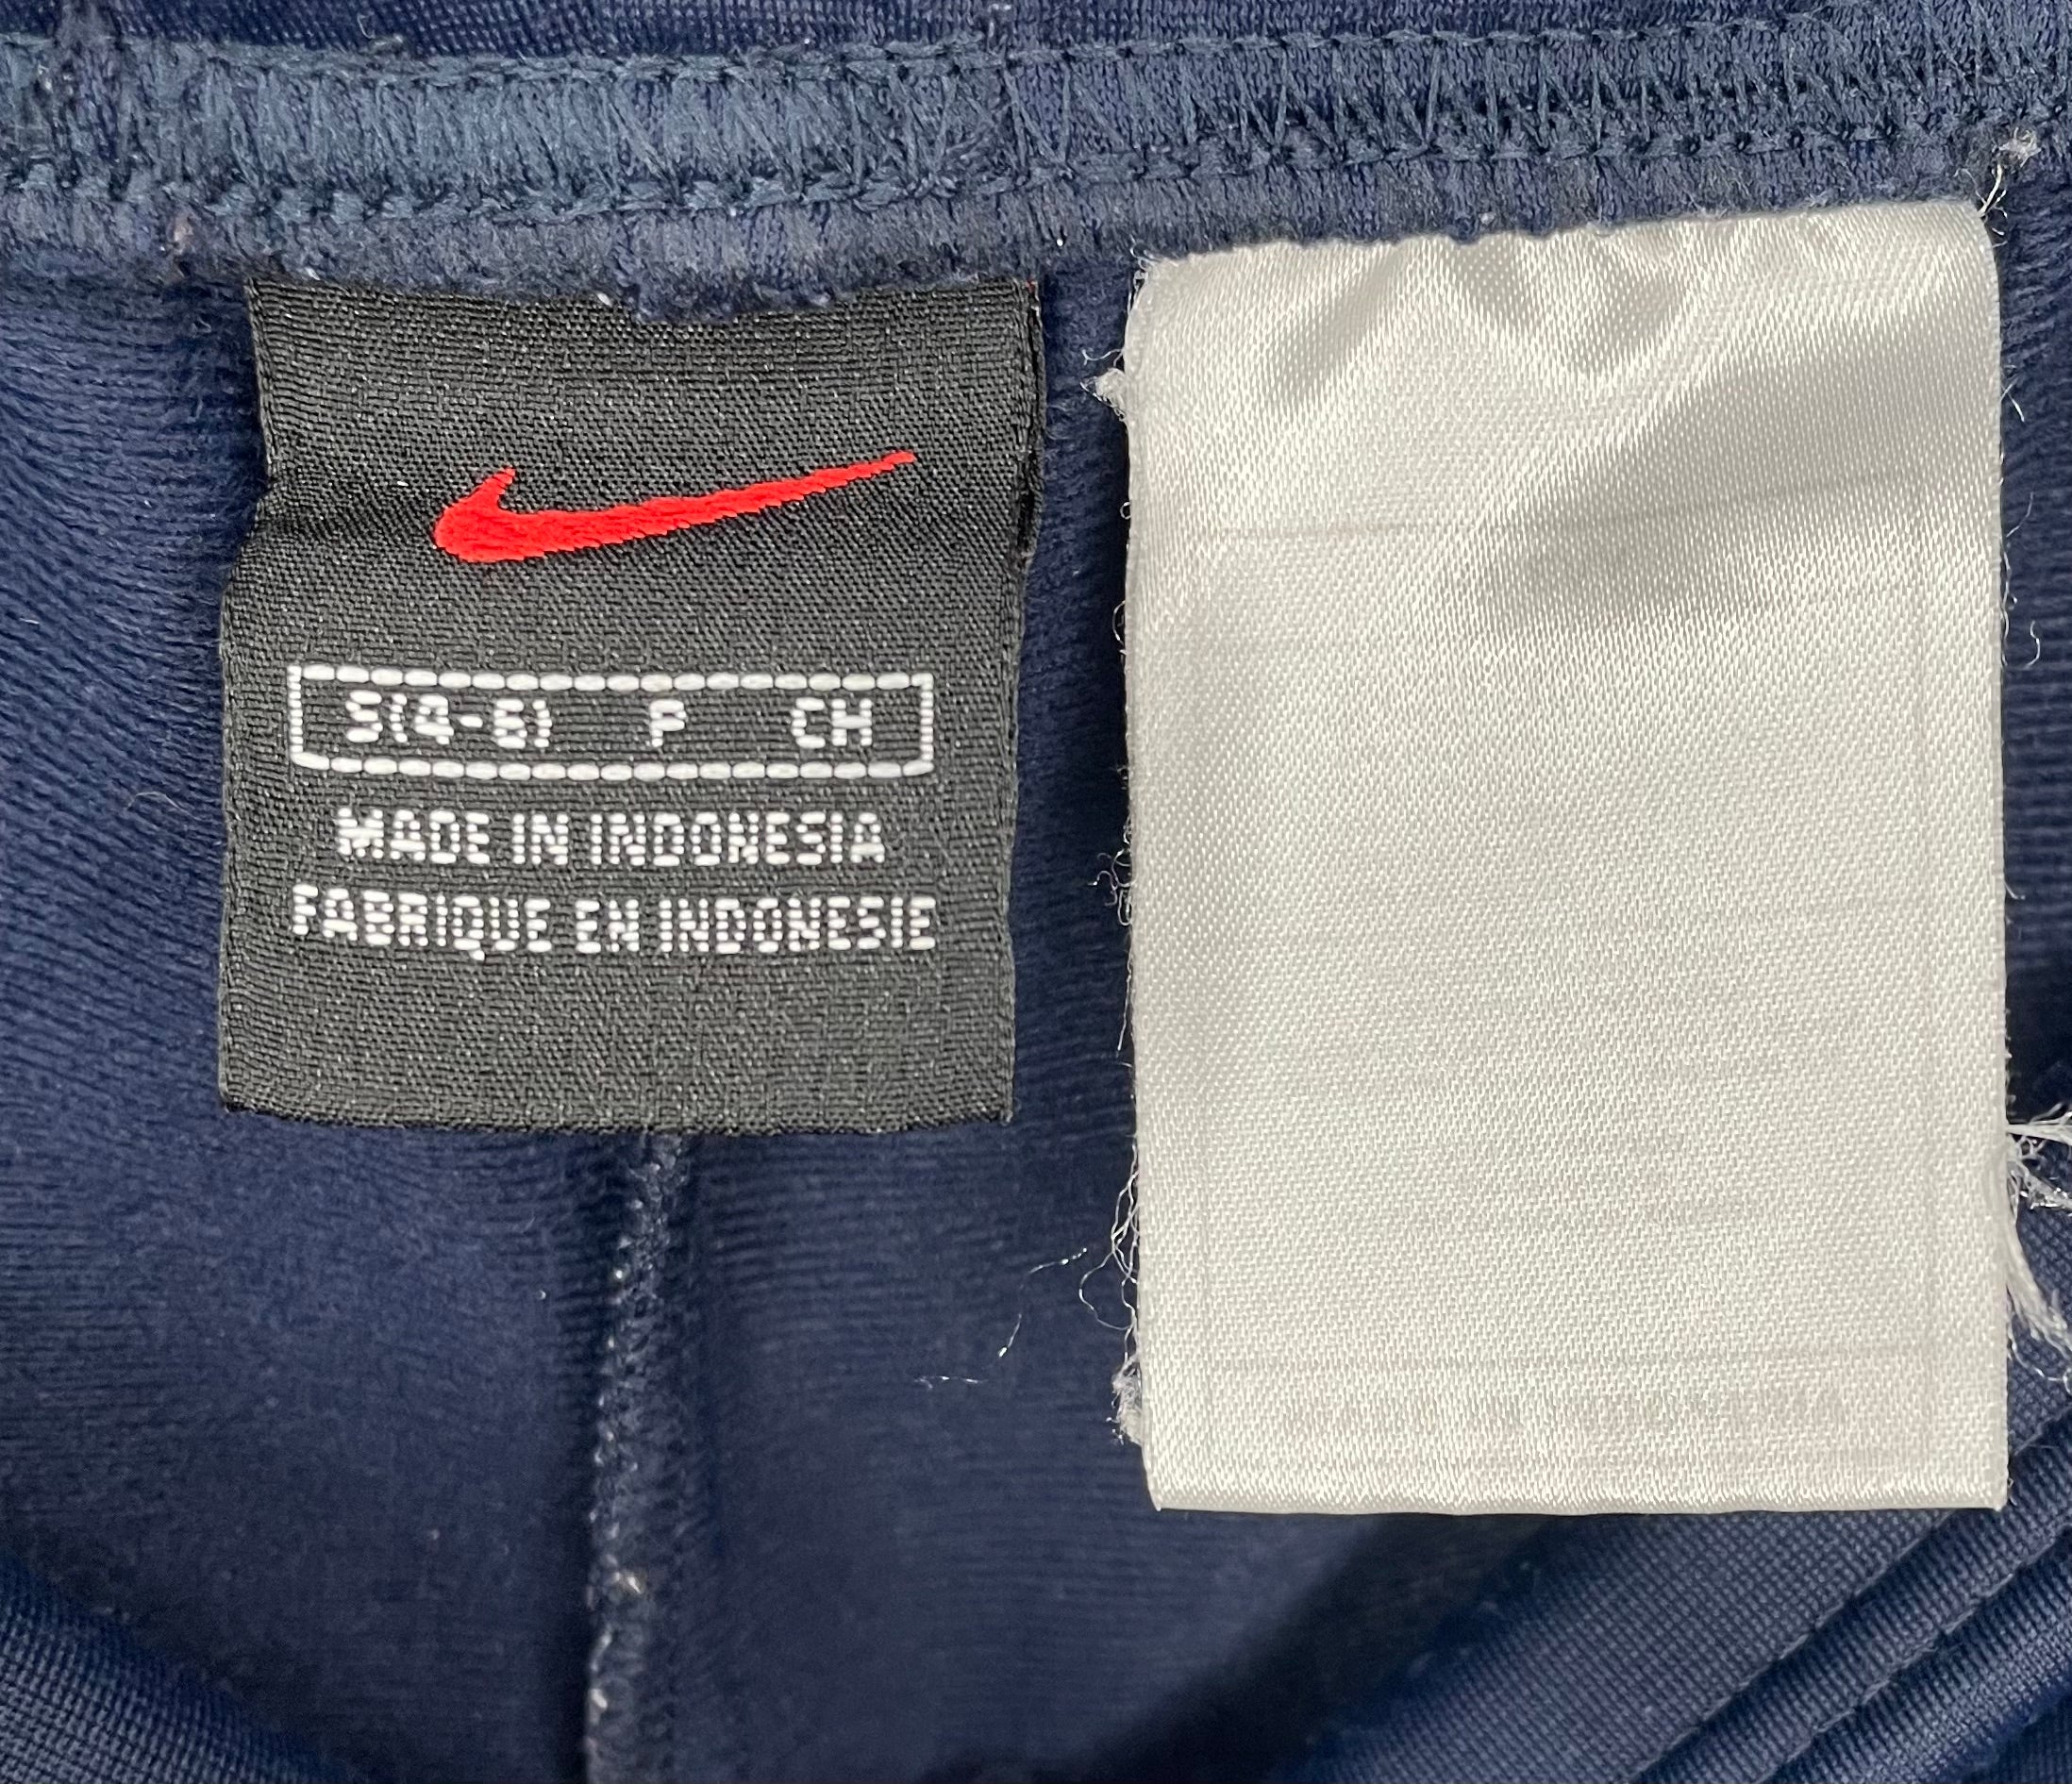 S(4-6) P CH
MADE IN INDONESIA
FABRIQUE EN INDONESIE